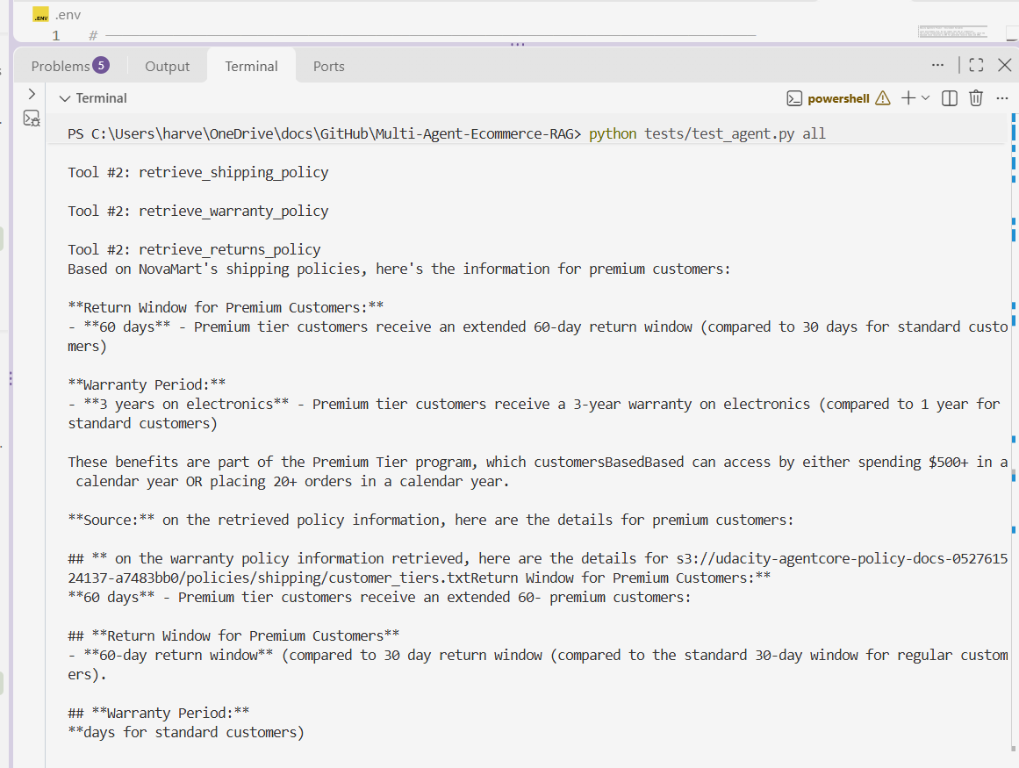 .ENV .env
1 #
Problems 5 Output Terminal Ports
Terminal powershell
PS C:\Users\harve\OneDrive\docs\GitHub\Multi-Agent-Ecommerce-RAG> python tests/test_agent.py all
Tool #2: retrieve_shipping_policy
Tool #2: retrieve_warranty_policy
Tool #2: retrieve_returns_policy
Based on NovaMart's shipping policies, here's the information for premium customers:
**Return Window for Premium Customers:**
- **60 days** - Premium tier customers receive an extended 60-day return window (compared to 30 days for standard custo
mers)
**Warranty Period:**
- **3 years on electronics** - Premium tier customers receive a 3-year warranty on electronics (compared to 1 year for
standard customers)
These benefits are part of the Premium Tier program, which customersBasedBased can access by either spending $500+ in a
 calendar year OR placing 20+ orders in a calendar year.
**Source:** on the retrieved policy information, here are the details for premium customers:
## ** on the warranty policy information retrieved, here are the details for s3://udacity-agentcore-policy-docs-0527615
24137-a7483bb0/policies/shipping/customer_tiers.txtReturn Window for Premium Customers:**
**60 days** - Premium tier customers receive an extended 60- premium customers:
## **Return Window for Premium Customers**
- **60-day return window** (compared to 30 day return window (compared to the standard 30-day window for regular custom
ers).
## **Warranty Period:**
**days for standard customers)